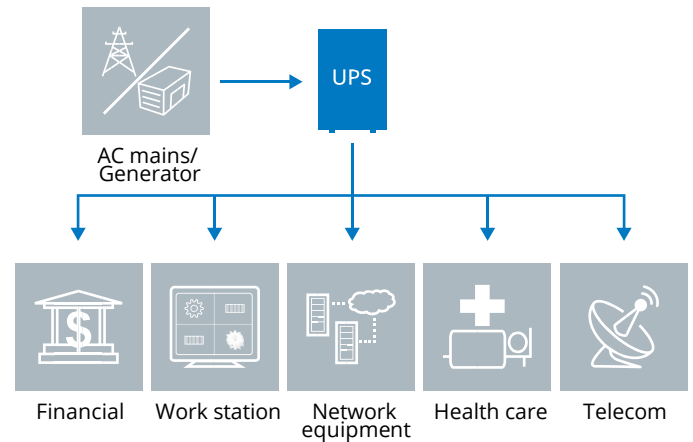 UPS
AC mains/
Generator
$
Financial
Work station
Network
equipment
Health care
Telecom